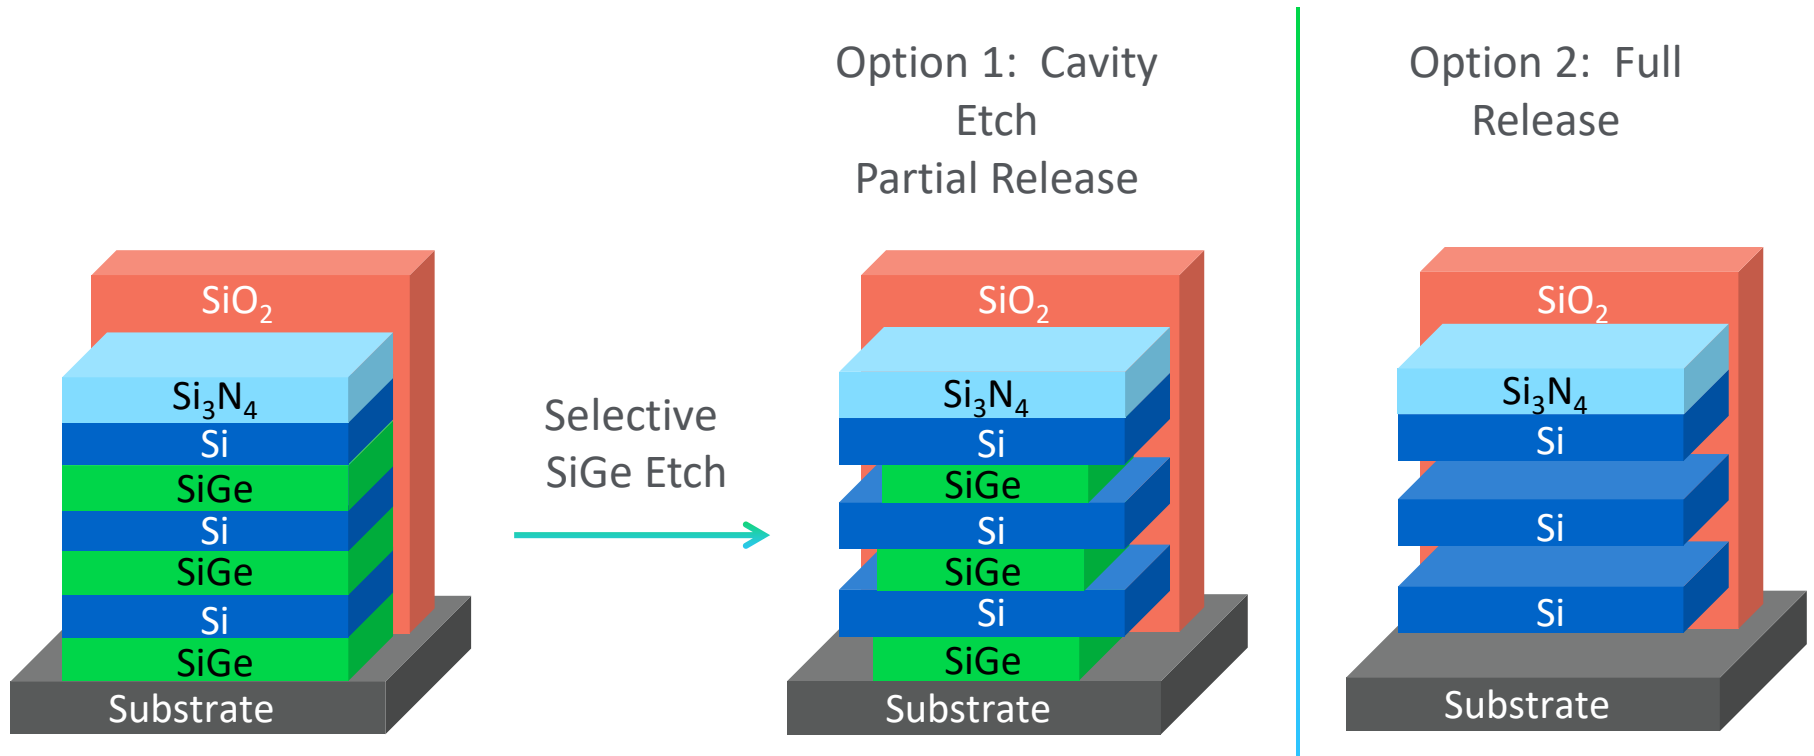 Option 1:  Cavity
Etch
Partial Release
Option 2:  Full
Release
SiO₂
Si₃N₄
Si
SiGe
Si
SiGe
Si
SiGe
Substrate
Selective
SiGe Etch
SiO₂
Si₃N₄
Si
SiGe
Si
SiGe
Si
SiGe
Substrate
SiO₂
Si₃N₄
Si
Si
Si
Substrate